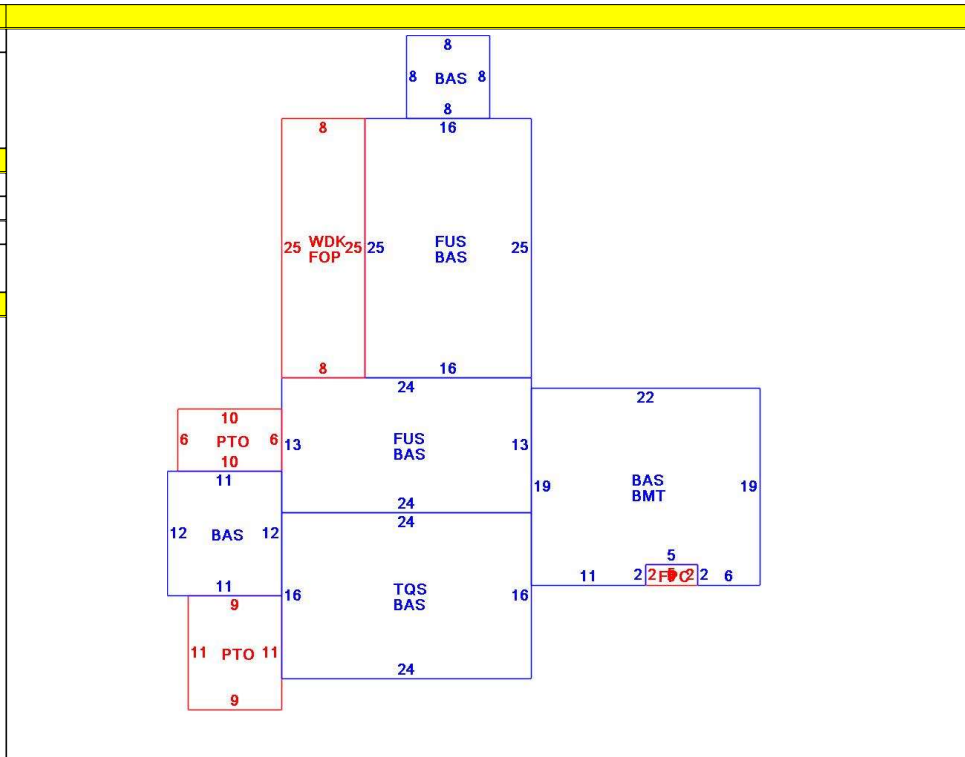 8
8 BAS 8
8
8 16
25 WDK 25 25 FUS 25
FOP BAS
8 16
24 22
10
6 PTO 6 13 FUS 13
10 BAS
11 24 19 BAS 19
BMT
24
12 BAS 12
5
11 11 2 2 2 2 6
9 16 TQS 16
BAS
11 PTO 11
24
9